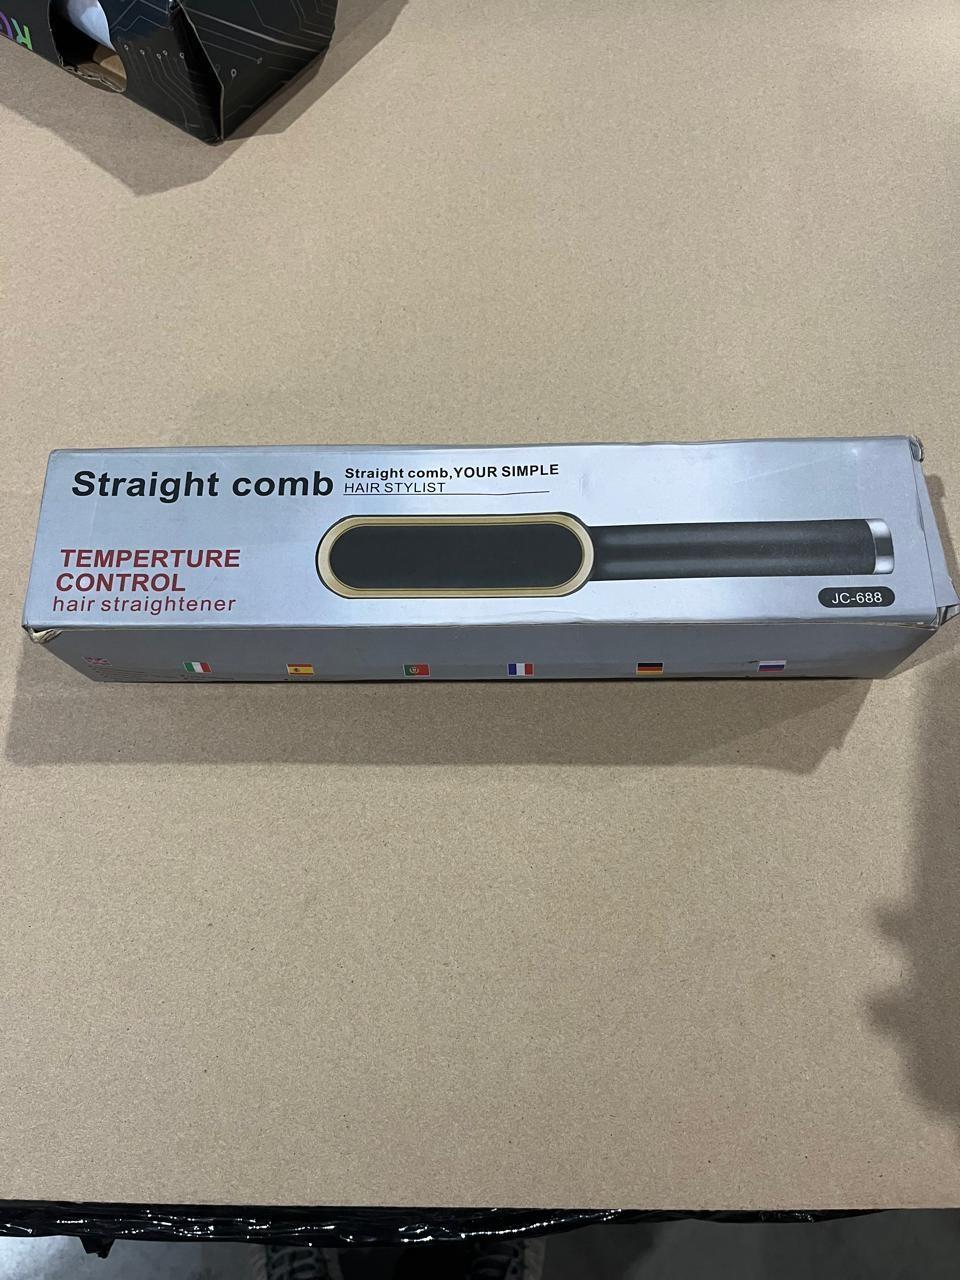 Straight comb
Straight comb,YOUR SIMPLE
HAIR STYLIST
TEMPERTURE
CONTROL
hair straightener
JC-688